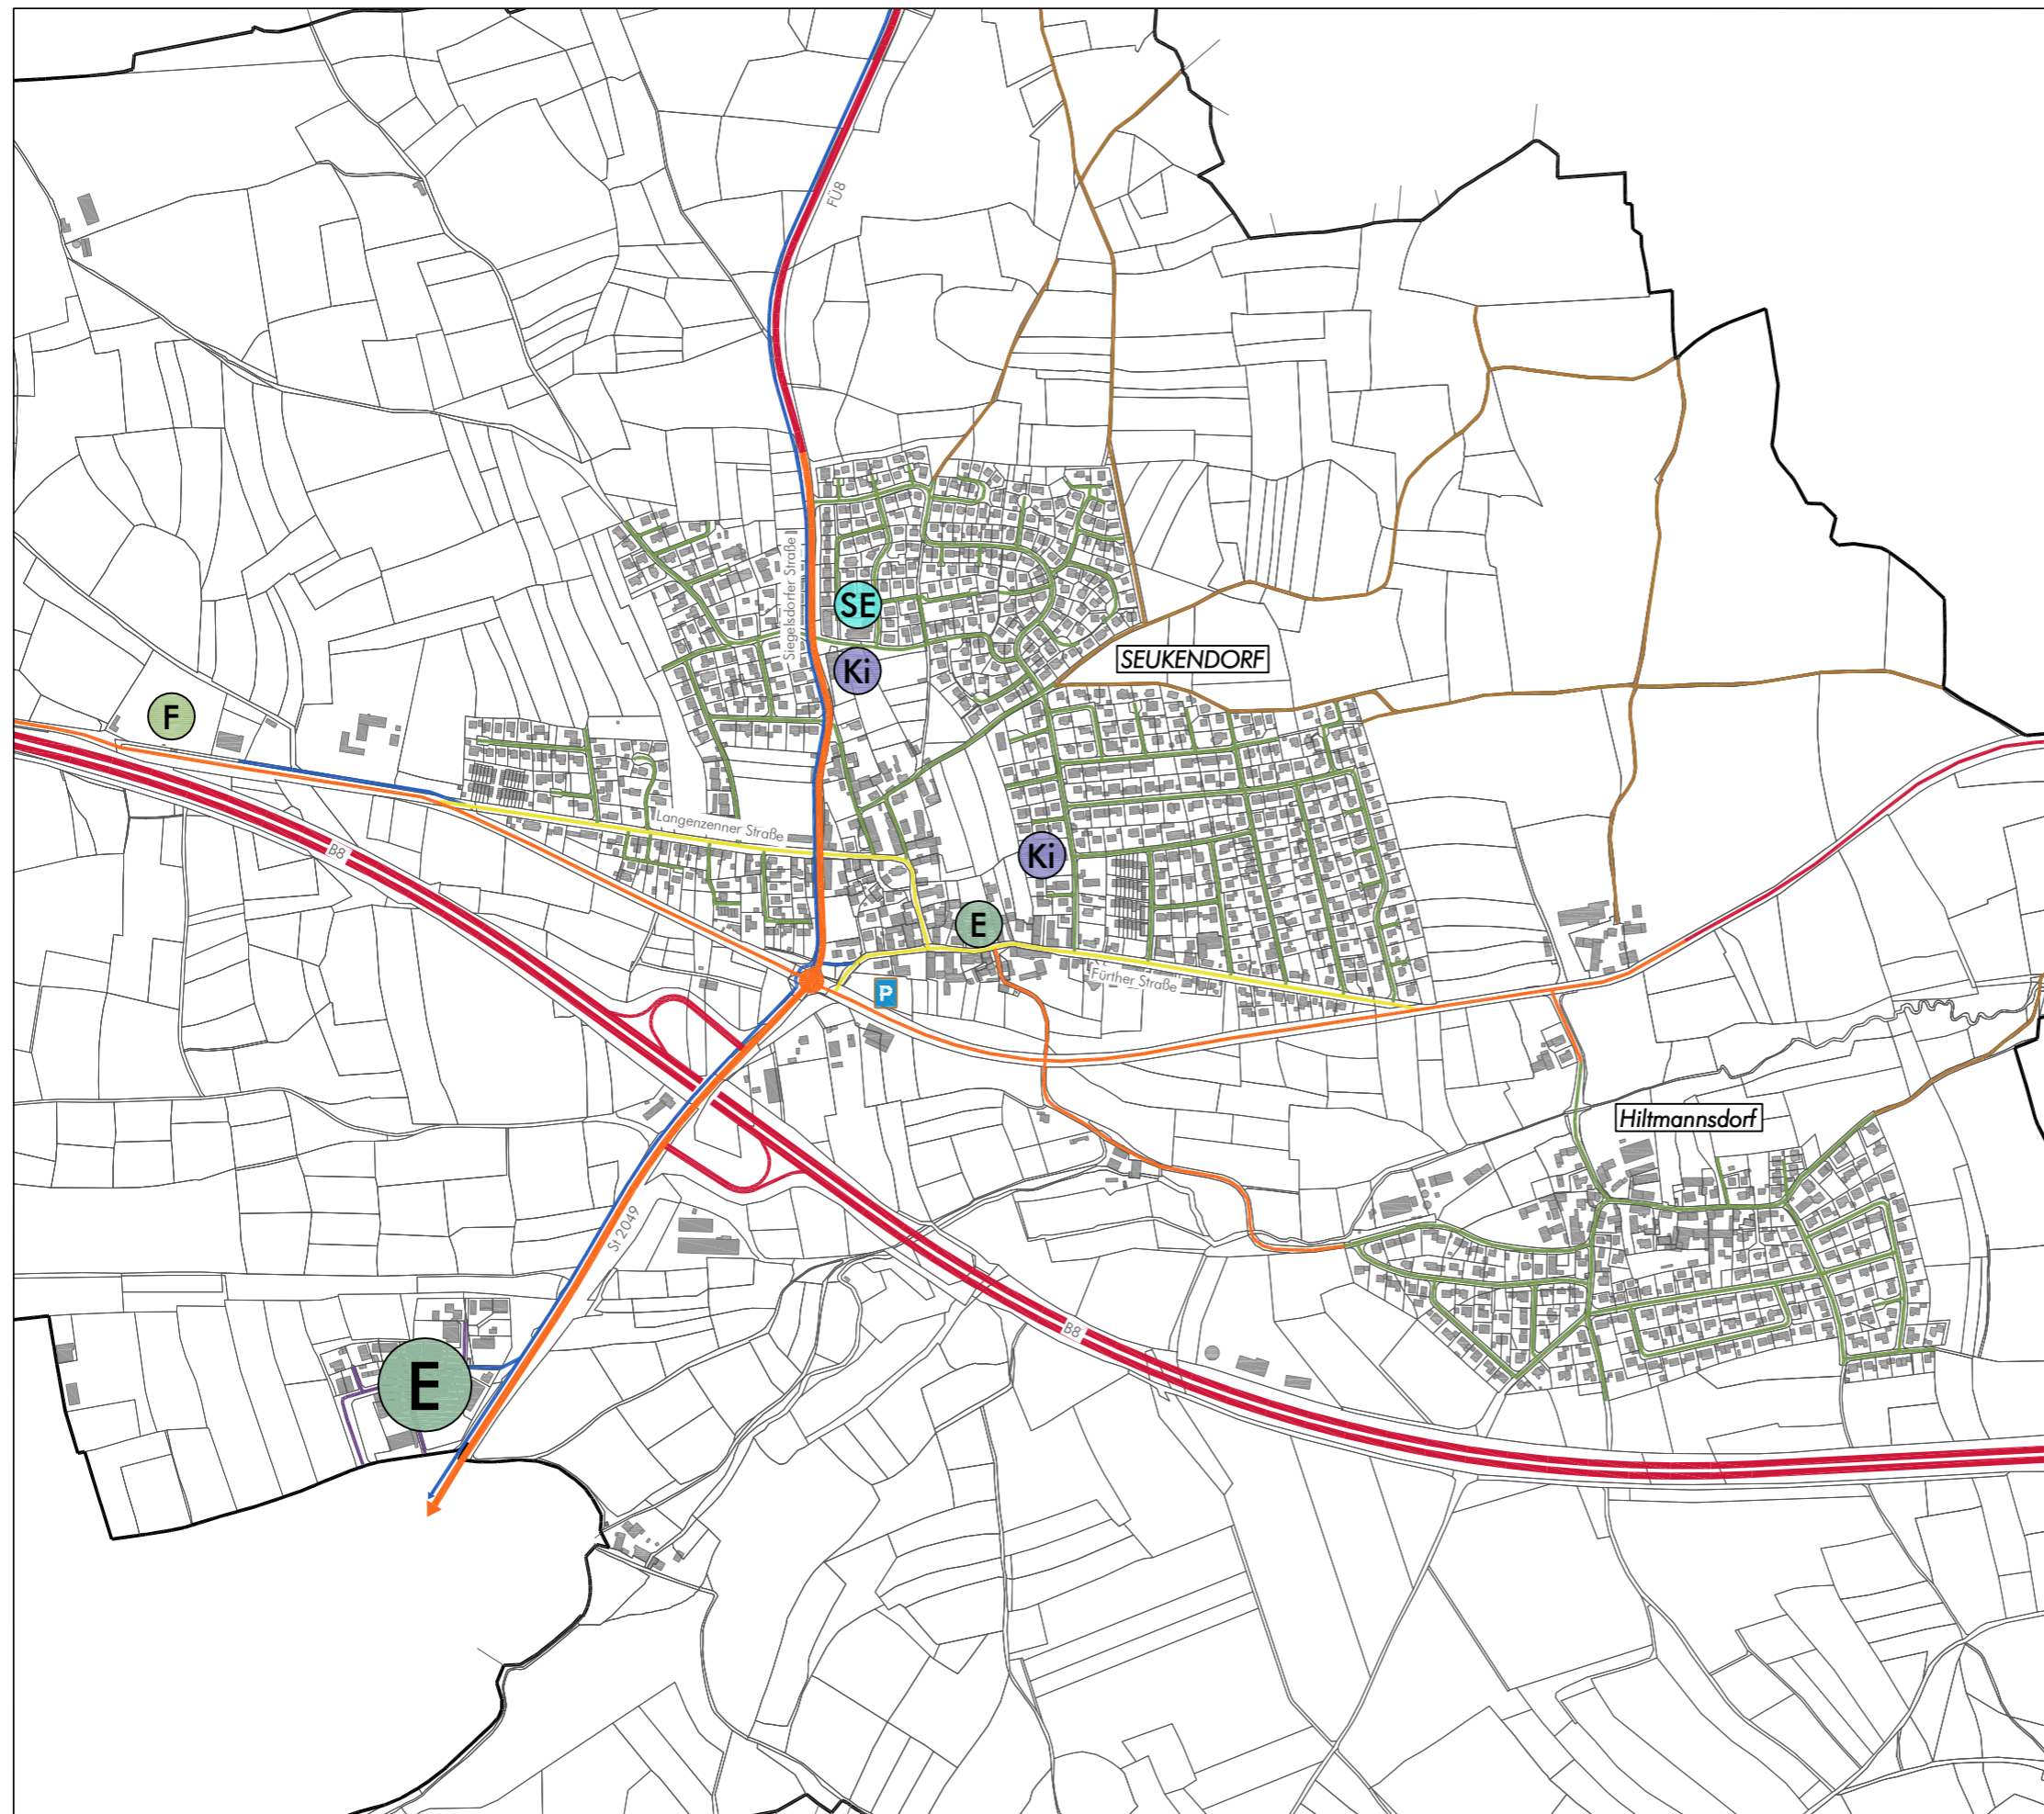 FÜ8
Siegelsdorfer Straße
SE
SEUKENDORF
Ki
F
Langenzenner Straße
B8
Ki
E
Fürther Straße
P
Hiltmannsdorf
St 2049
B8
E